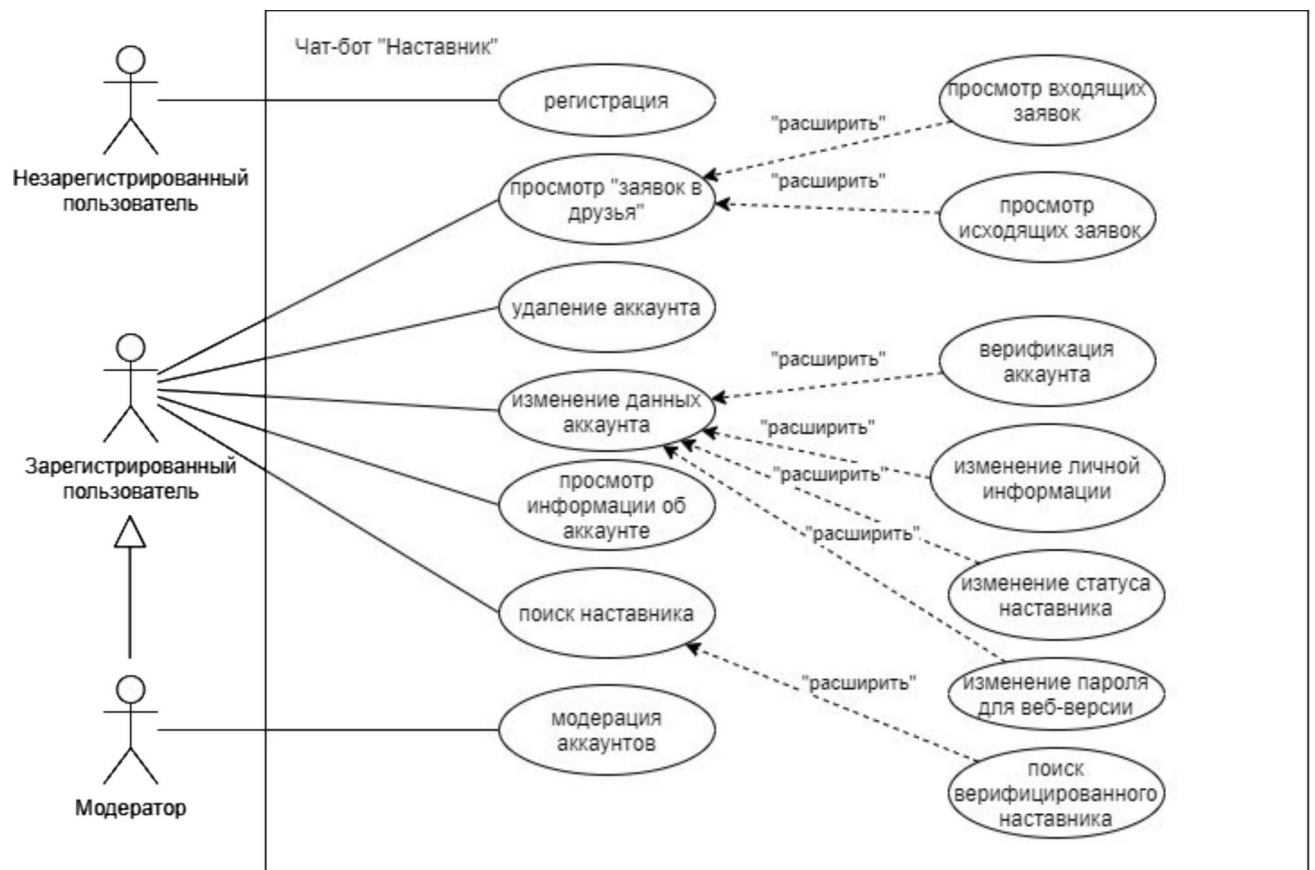 Чат-бот "Наставник"
регистрация
просмотр входящих
заявок
"расширить"
Незарегистрированный
пользователь
просмотр "заявок в
друзья"
"расширить"
просмотр
исходящих заявок
удаление аккаунта
"расширить"
верификация
аккаунта
изменение данных
аккаунта
"расширить"
изменение личной
информации
Зарегистрированный
пользователь
"расширить"
просмотр
информации об
аккаунте
"расширить"
изменение статуса
наставника
поиск наставника
"расширить"
изменение пароля
для веб-версии
модерация
аккаунтов
поиск
верифицированного
наставника
Модератор